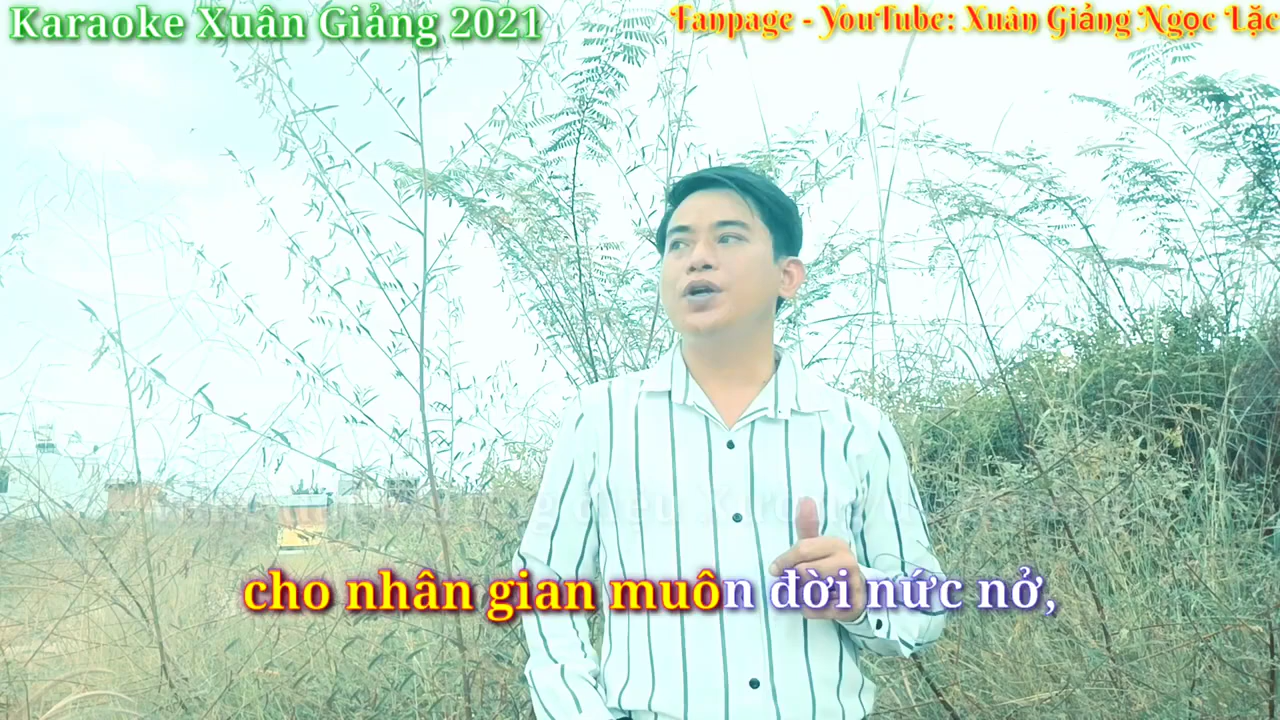 Karaoke Xuân Giảng 2021
Fanpage - YouTube: Xuân Giảng Ngọc Lặc
cho nhân gian muôn đời nức nở,